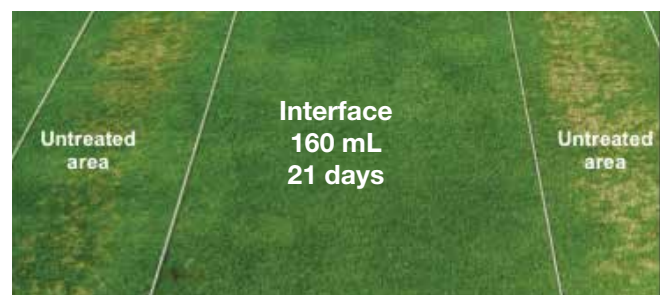 Untreated
area
Interface
160 mL
21 days
Untreated
area